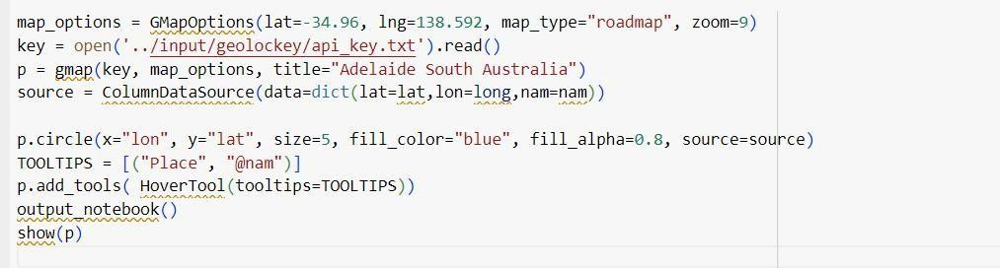 map_options = GMapOptions(lat=-34.96, lng=138.592, map_type="roadmap", zoom=9)
key = open('../input/geolockey/api_key.txt').read()
p = gmap(key, map_options, title="Adelaide South Australia")
source = ColumnDataSource(data=dict(lat=lat,lon=long,nam=nam))
p.circle(x="lon", y="lat", size=5, fill_color="blue", fill_alpha=0.8, source=source)
TOOLTIPS = [("Place", "@nam")]
p.add_tools( HoverTool(tooltips=TOOLTIPS))
output_notebook()
show(p)